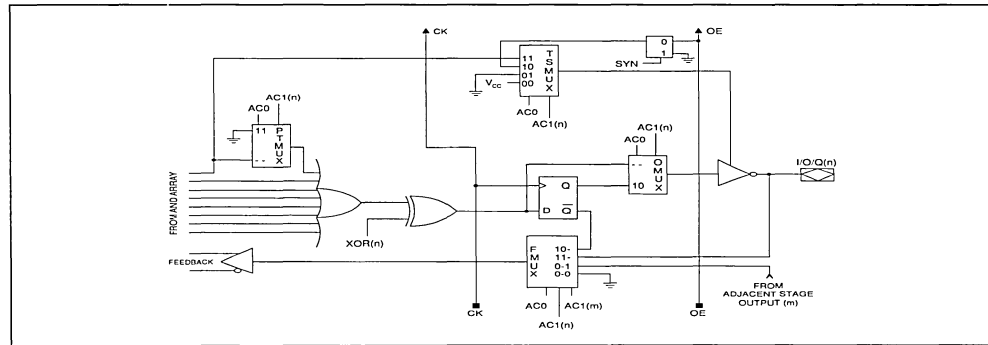 CK
OE
0
1
SYN
11
10
01
00
T
S
M
U
X
VCC
AC0
AC1(n)
AC1(n)
AC0
11
--
P
T
M
U
X
AC1(n)
AC0
--
10
O
M
U
X
I/O/Q(n)
FROM AND ARRAY
Q
D
Q
XOR(n)
FEEDBACK
F
M
U
X
10-
11-
0-1
0-0
AC0
AC1(m)
AC1(n)
CK
OE
FROM
ADJACENT STAGE
OUTPUT (m)